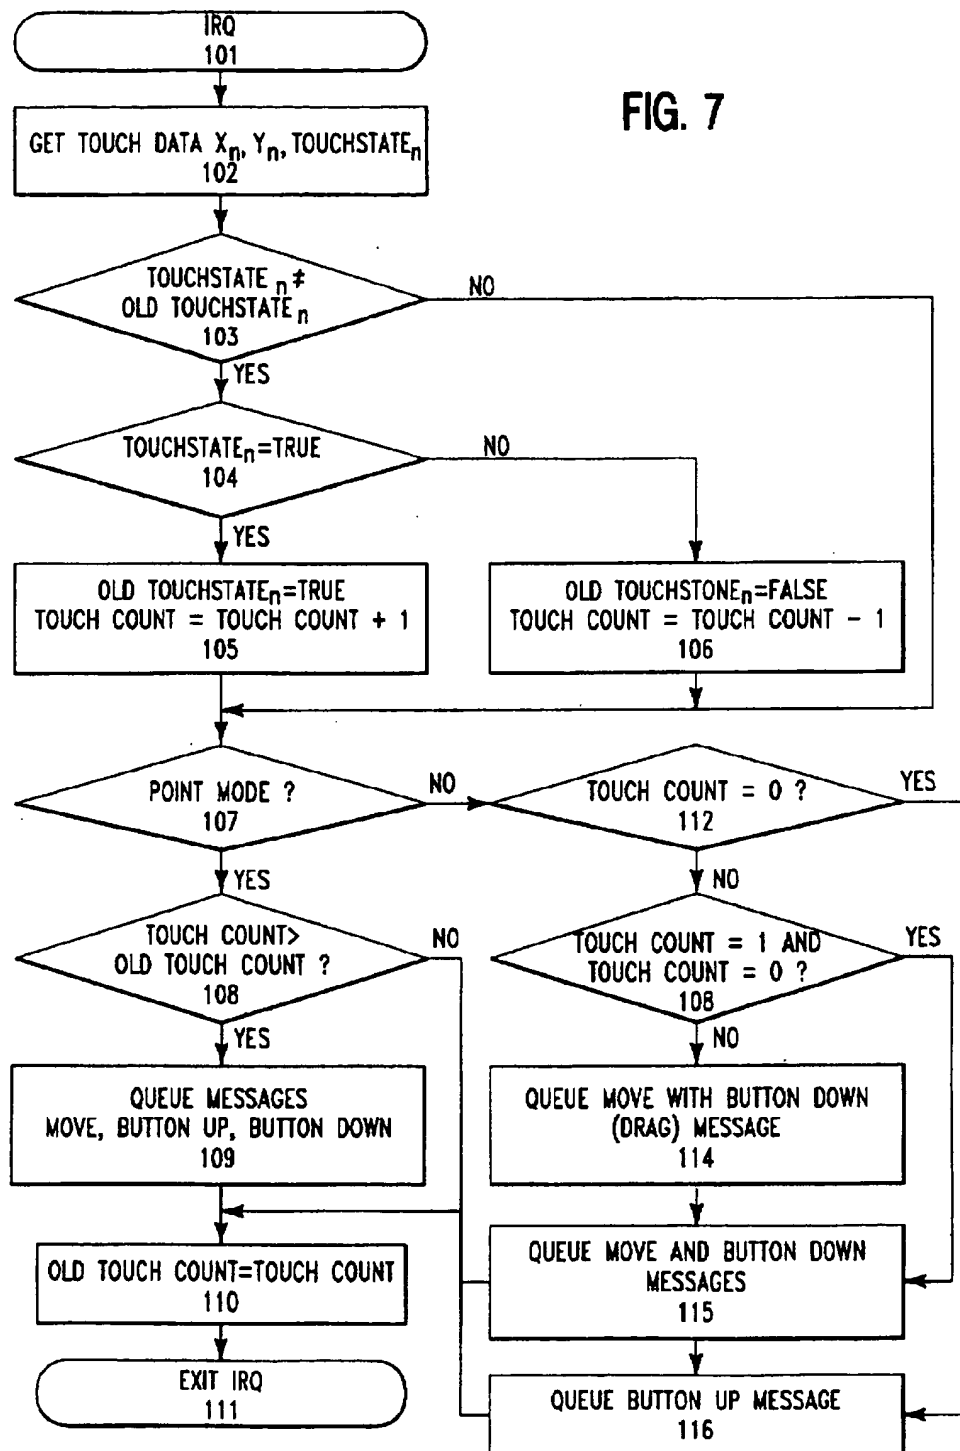 IRQ
101
FIG. 7
GET TOUCH DATA Xn, Yn, TOUCHSTATEn
102
TOUCHSTATE n ≠
OLD TOUCHSTATE n
103
NO
YES
TOUCHSTATEn=TRUE
104
NO
YES
OLD TOUCHSTATEn=TRUE
TOUCH COUNT = TOUCH COUNT + 1
105
OLD TOUCHSTONEn=FALSE
TOUCH COUNT = TOUCH COUNT - 1
106
POINT MODE ?
107
NO
TOUCH COUNT = 0 ?
112
YES
YES
NO
TOUCH COUNT>
OLD TOUCH COUNT ?
108
NO
TOUCH COUNT = 1 AND
TOUCH COUNT = 0 ?
108
YES
YES
NO
QUEUE MESSAGES
MOVE, BUTTON UP, BUTTON DOWN
109
QUEUE MOVE WITH BUTTON DOWN
(DRAG) MESSAGE
114
OLD TOUCH COUNT=TOUCH COUNT
110
QUEUE MOVE AND BUTTON DOWN
MESSAGES
115
EXIT IRQ
111
QUEUE BUTTON UP MESSAGE
116